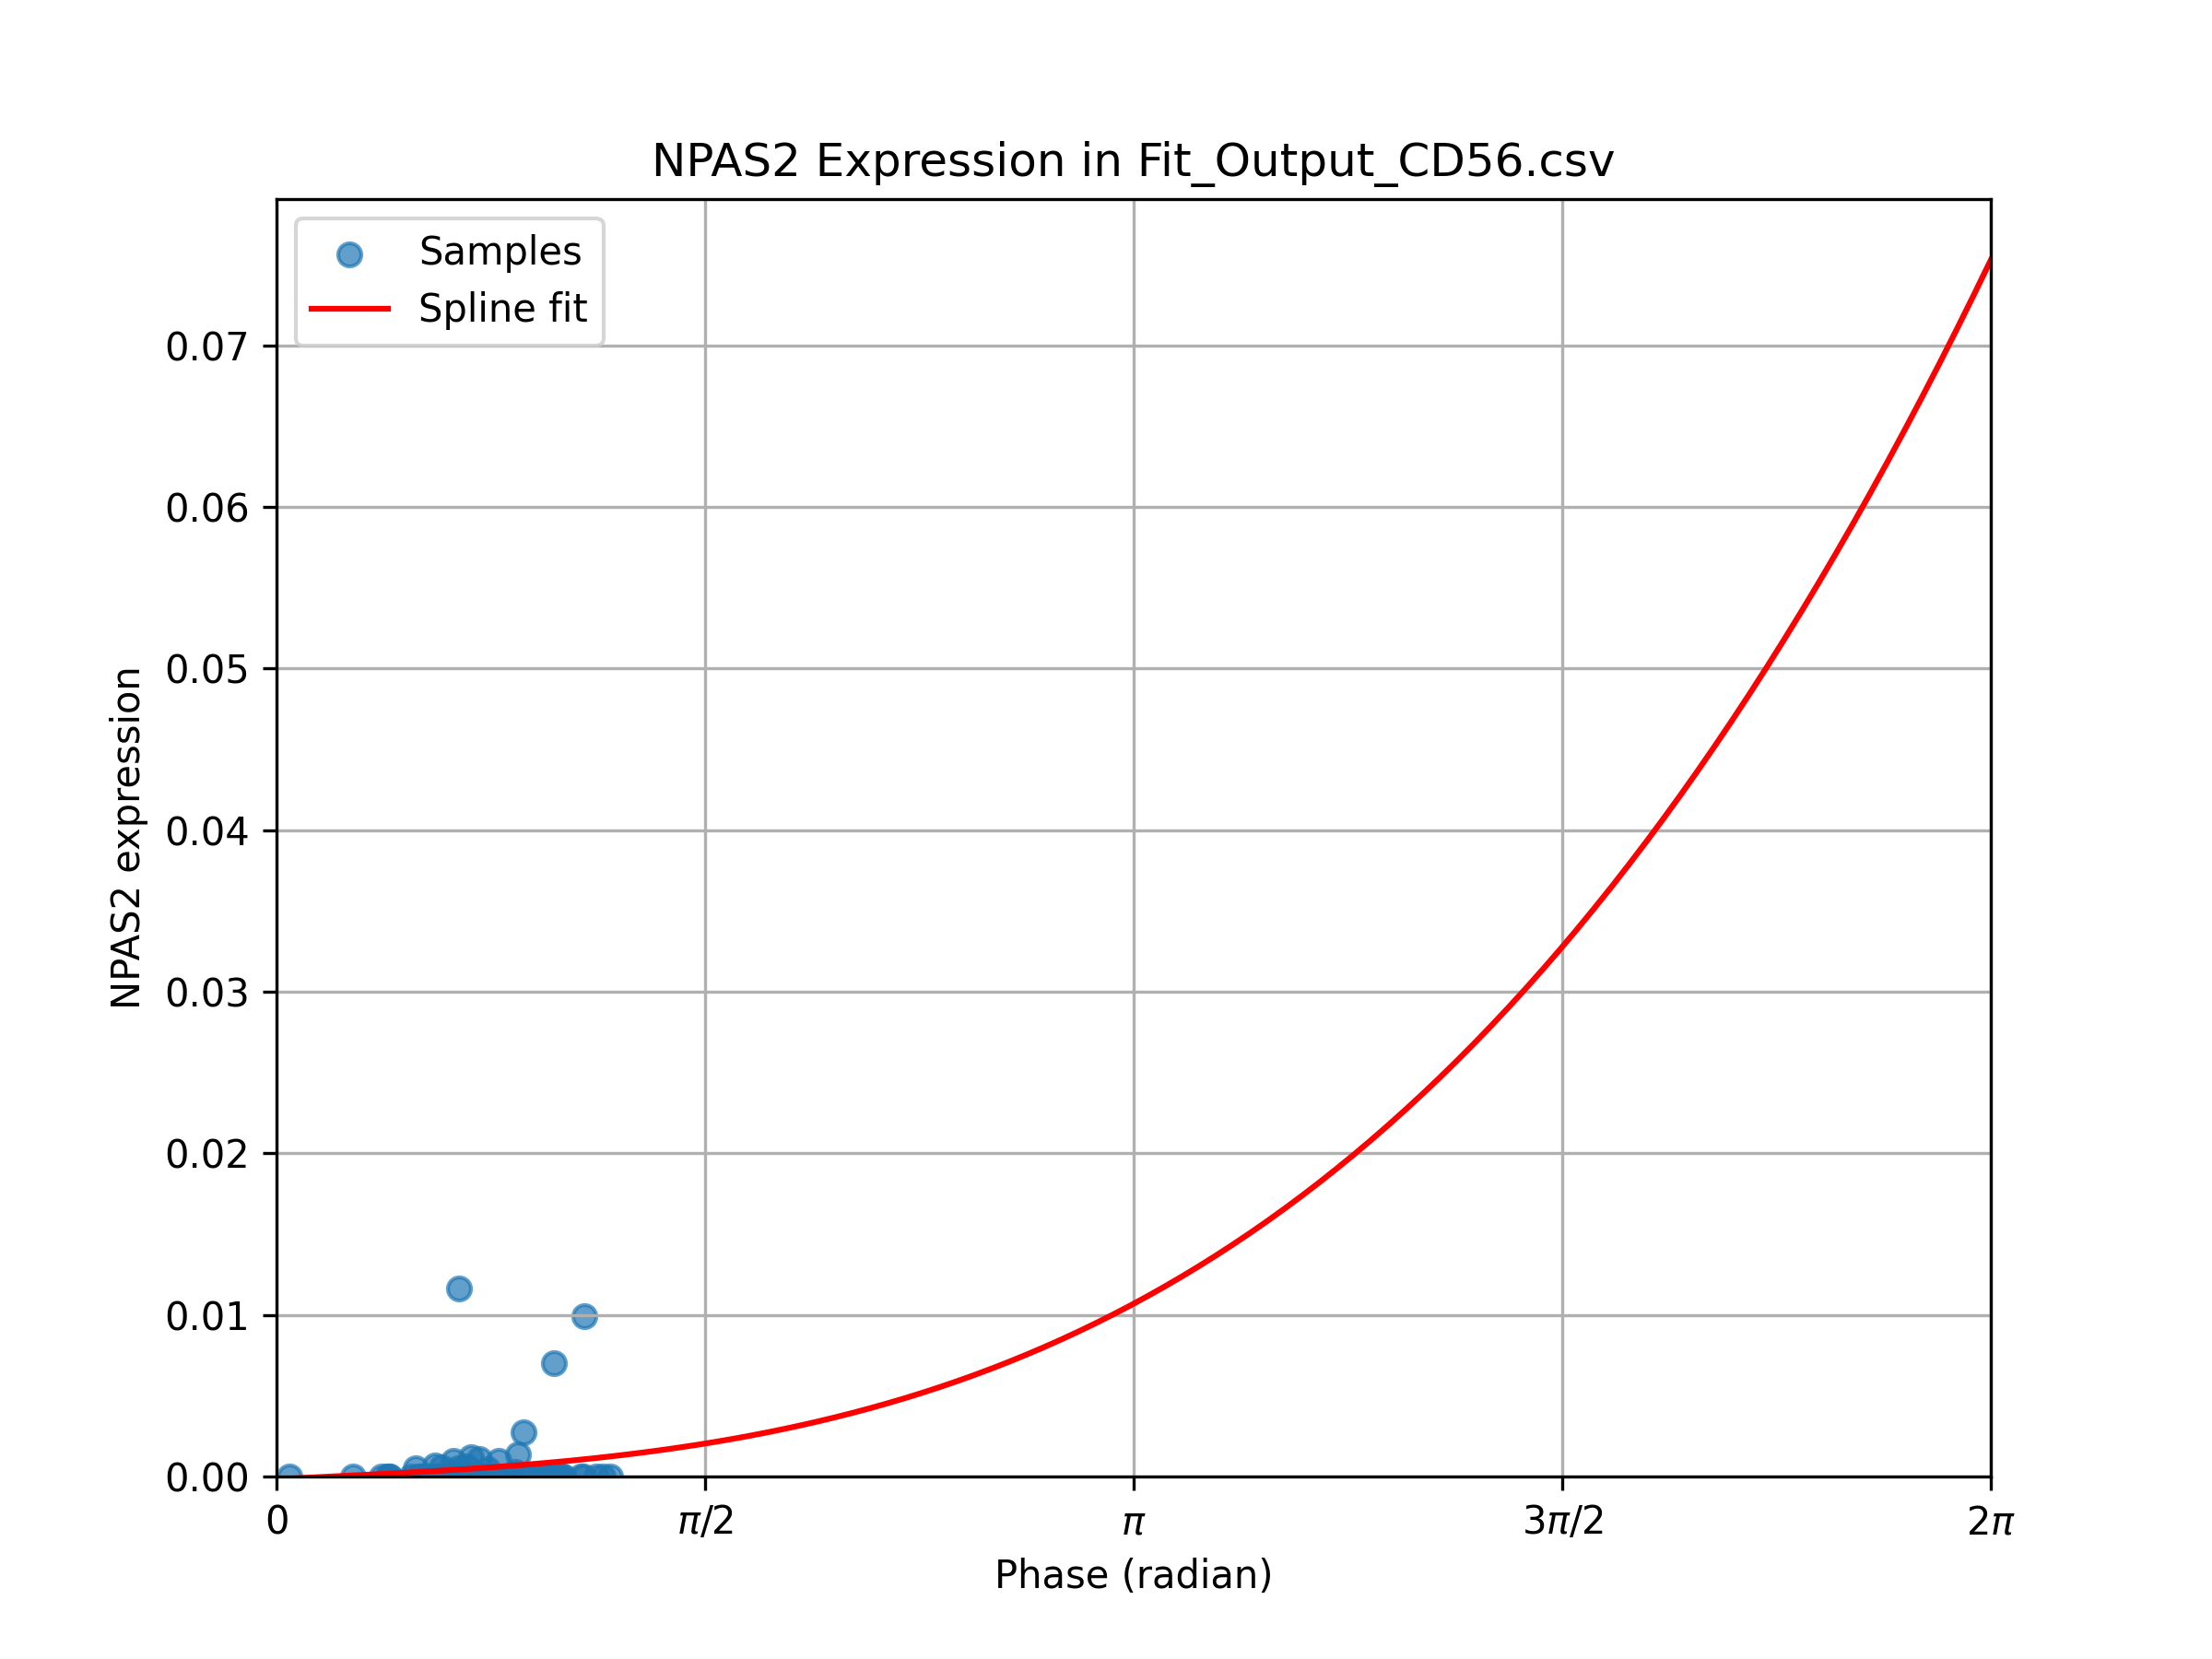 NPAS2 Expression in Fit_Output_CD56.csv
Samples
Spline fit
0.07
0.06
0.05
0.04
0.03
0.02
0.01
0.00
NPAS2 expression
0
π/2
π
3π/2
2π
Phase (radian)